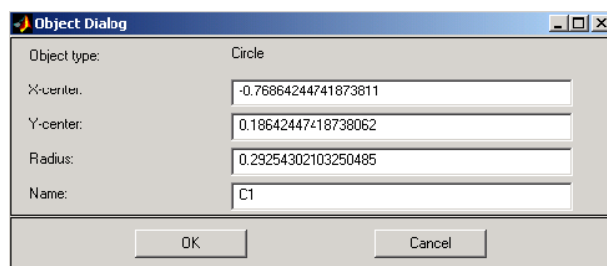 Object Dialog
Object type: Circle
X-center: -0.76864244741873811
Y-center: 0.18642447418738062
Radius: 0.29254302103250485
Name: C1
OK Cancel